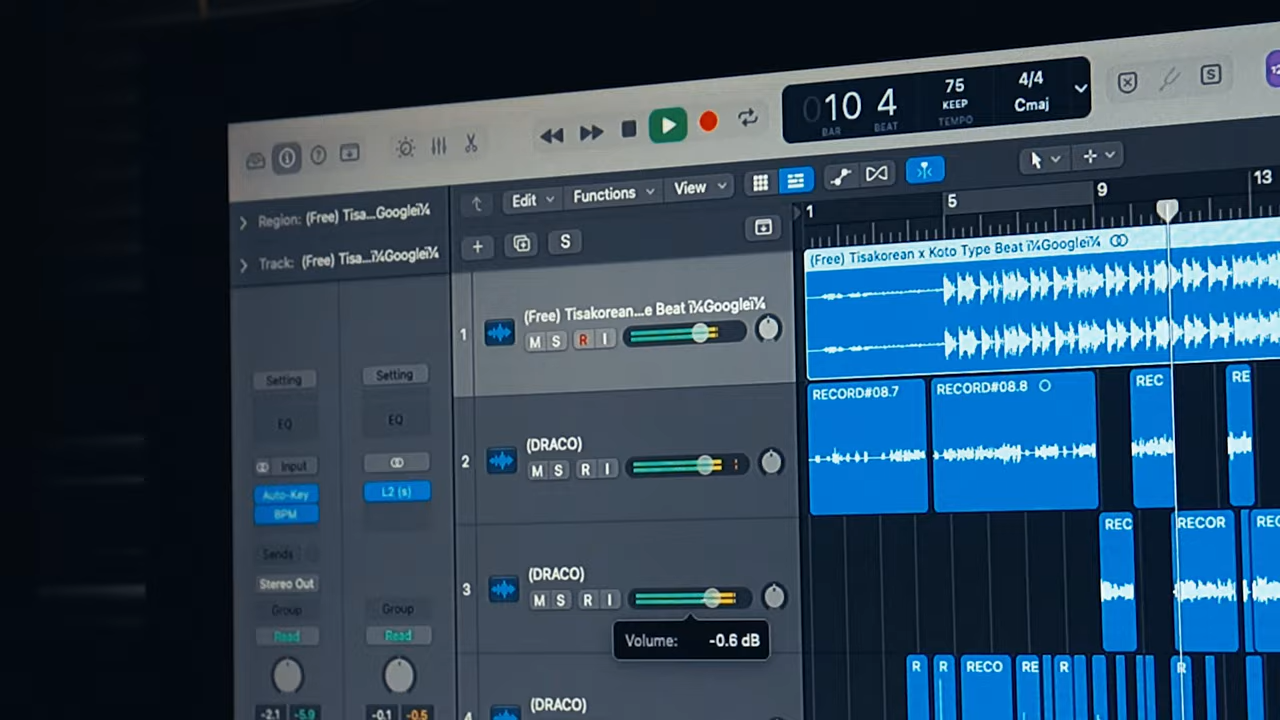 10 4
BAR BEAT
75
KEEP
TEMPO
4/4
Cmaj
S
Region: (Free) Tisa...Googleï¼
Track: (Free) Tisa...ï¼Googleï¼
Edit
Functions
View
S
1
5
9
13
(Free) Tisakorean x Koto Type Beat ï¼Googleï¼
1
(Free) Tisakorean...e Beat ï¼Googleï¼
M S R I
RECORD#08.7
RECORD#08.8
REC
RE
2
(DRACO)
M S R I
3
(DRACO)
M S R I
REC
RECOR
REC
Volume: -0.6 dB
4
(DRACO)
R
R
RECO
RE
R
R
Setting
EQ
Input
Auto-Key
BPM
Sends
Stereo Out
Group
Read
-2.1 -5.9
Setting
EQ
L2 (s)
Group
Read
-0.1 -0.5